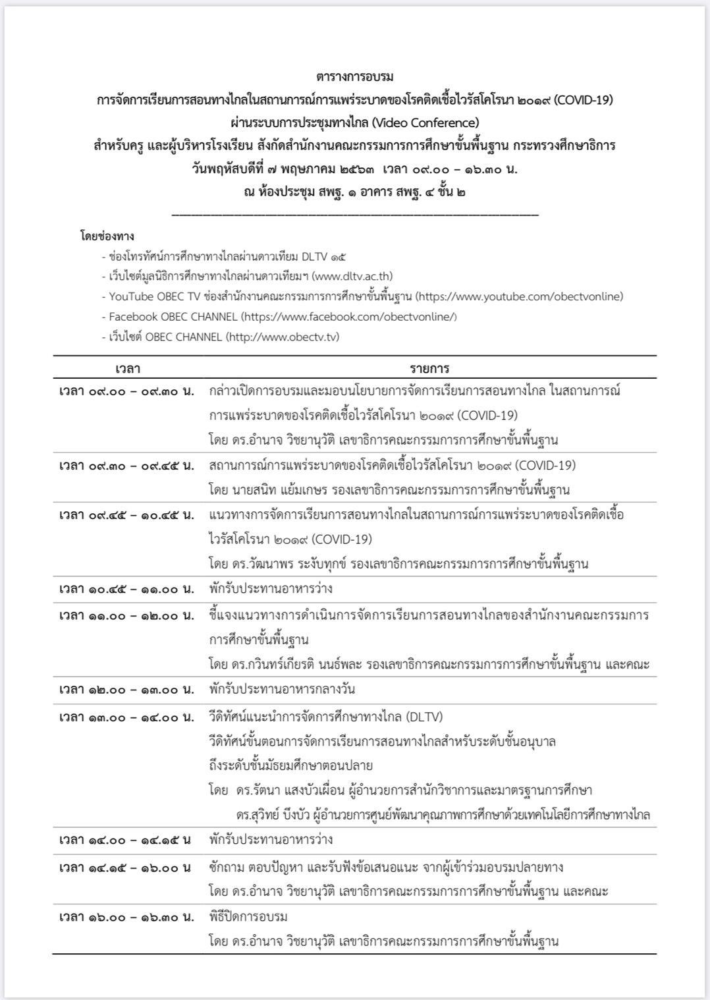 ตารางการอบรม
การจัดการเรียนการสอนทางไกลในสถานการณ์การแพร่ระบาดของโรคติดเชื้อไวรัสโคโรนา ๒๐๑๙ (COVID-19)
ผ่านระบบการประชุมทางไกล (Video Conference)
สำหรับครู และผู้บริหารโรงเรียน สังกัดสำนักงานคณะกรรมการการศึกษาขั้นพื้นฐาน กระทรวงศึกษาธิการ
วันพฤหัสบดีที่ ๗ พฤษภาคม ๒๕๖๓ เวลา ๐๙.๐๐ – ๑๖.๓๐ น.
ณ ห้องประชุม สพฐ. ๑ อาคาร สพฐ. ๔ ชั้น ๒
โดยช่องทาง
- ช่องโทรทัศน์การศึกษาทางไกลผ่านดาวเทียม DLTV ๑๕
- เว็บไซต์มูลนิธิการศึกษาทางไกลผ่านดาวเทียมฯ (www.dltv.ac.th)
- YouTube OBEC TV ช่องสำนักงานคณะกรรมการการศึกษาขั้นพื้นฐาน (https://www.youtube.com/obectvonline)
- Facebook OBEC CHANNEL (https://www.facebook.com/obectvonline/)
- เว็บไซต์ OBEC CHANNEL (http://www.obectv.tv)
เวลา รายการ
เวลา ๐๙.๐๐ – ๐๙.๓๐ น. กล่าวเปิดการอบรมและมอบนโยบายการจัดการเรียนการสอนทางไกล ในสถานการณ์
การแพร่ระบาดของโรคติดเชื้อไวรัสโคโรนา ๒๐๑๙ (COVID-19)
โดย ดร.อำนาจ วิชยานุวัติ เลขาธิการคณะกรรมการการศึกษาขั้นพื้นฐาน
เวลา ๐๙.๓๐ – ๐๙.๔๕ น. สถานการณ์การแพร่ระบาดของโรคติดเชื้อไวรัสโคโรนา ๒๐๑๙ (COVID-19)
โดย นายสนิท แย้มเกษร รองเลขาธิการคณะกรรมการการศึกษาขั้นพื้นฐาน
เวลา ๐๙.๔๕ – ๑๐.๔๕ น. แนวทางการจัดการเรียนการสอนทางไกลในสถานการณ์การแพร่ระบาดของโรคติดเชื้อ
ไวรัสโคโรนา ๒๐๑๙ (COVID-19)
โดย ดร.วัฒนาพร ระงับทุกข์ รองเลขาธิการคณะกรรมการการศึกษาขั้นพื้นฐาน
เวลา ๑๐.๔๕ – ๑๑.๐๐ น. พักรับประทานอาหารว่าง
เวลา ๑๑.๐๐ – ๑๒.๐๐ น. ชี้แจงแนวทางการดำเนินการจัดการเรียนการสอนทางไกลของสำนักงานคณะกรรมการ
การศึกษาขั้นพื้นฐาน
โดย ดร.กวินทร์เกียรติ นนธ์พละ รองเลขาธิการคณะกรรมการการศึกษาขั้นพื้นฐาน และคณะ
เวลา ๑๒.๐๐ – ๑๓.๐๐ น. พักรับประทานอาหารกลางวัน
เวลา ๑๓.๐๐ – ๑๔.๐๐ น. วีดิทัศน์แนะนำการจัดการศึกษาทางไกล (DLTV)
วีดิทัศน์ขั้นตอนการจัดการเรียนการสอนทางไกลสำหรับระดับชั้นอนุบาล
ถึงระดับชั้นมัธยมศึกษาตอนปลาย
โดย ดร.รัตนา แสงบัวเผื่อน ผู้อำนวยการสำนักวิชาการและมาตรฐานการศึกษา
ดร.สุวิทย์ บึงบัว ผู้อำนวยการศูนย์พัฒนาคุณภาพการศึกษาด้วยเทคโนโลยีการศึกษาทางไกล
เวลา ๑๔.๐๐ – ๑๔.๑๕ น พักรับประทานอาหารว่าง
เวลา ๑๔.๑๕ – ๑๖.๐๐ น ซักถาม ตอบปัญหา และรับฟังข้อเสนอแนะ จากผู้เข้าร่วมอบรมปลายทาง
โดย ดร.อำนาจ วิชยานุวัติ เลขาธิการคณะกรรมการการศึกษาขั้นพื้นฐาน และคณะ
เวลา ๑๖.๐๐ – ๑๖.๓๐ น. พิธีปิดการอบรม
โดย ดร.อำนาจ วิชยานุวัติ เลขาธิการคณะกรรมการการศึกษาขั้นพื้นฐาน